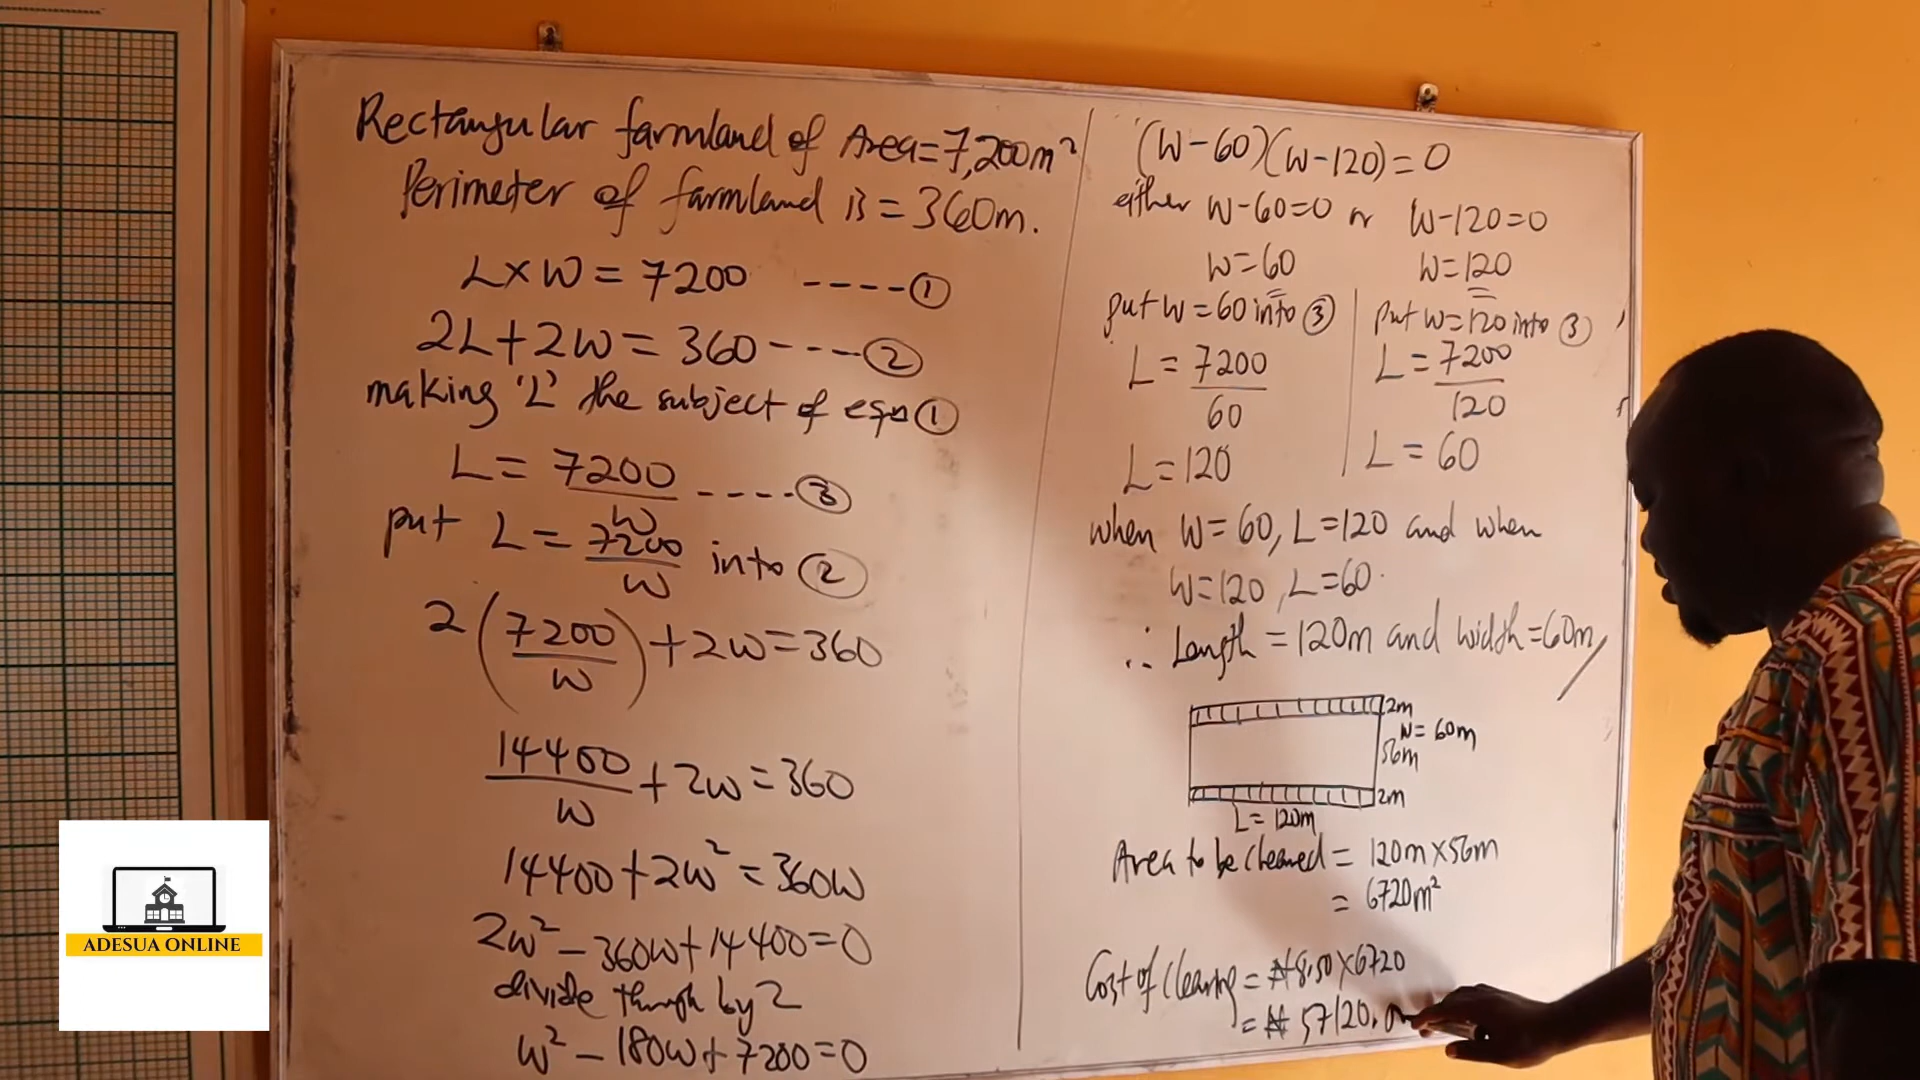 Rectangular farmland of Area=7,200m²
Perimeter of farmland is = 360m.
L×W = 7200 ----①
2L+2W = 360 ----②
making 'L' the subject of eqn ①
L = 7200/W ----③
put L = 7200/W into ②
2(7200/W)+2W=360
14400/W+2W=360
14400+2W²=360W
2W²-360W+14400=0
divide through by 2
W²-180W+7200=0
(W-60)(W-120)=0
either W-60=0 or W-120=0
W=60 W=120
put W=60 into ③
L = 7200/60
L=120
Put W=120 into ③
L = 7200/120
L = 60
when W=60, L=120 and when
W=120, L=60.
∴ Length = 120m and width=60m
2m
W= 60m
56m
2m
L= 120m
Area to be cleared = 120m×56m
= 6720m²
Cost of clearing = ₦8.50×6720
= ₦57120.
ADESUA ONLINE